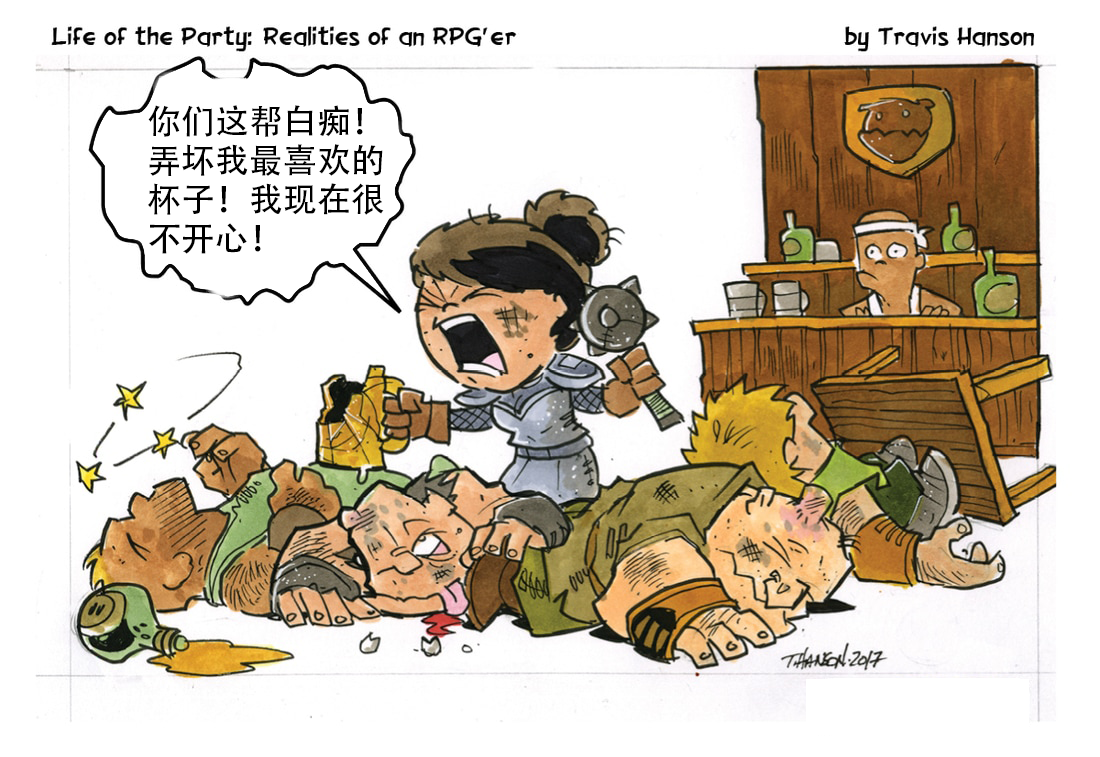 Life of the Party: Realities of an RPG'er
by Travis Hanson
你们这帮白痴！
弄坏我最喜欢的
杯子！我现在很
不开心！
THANSON·2017